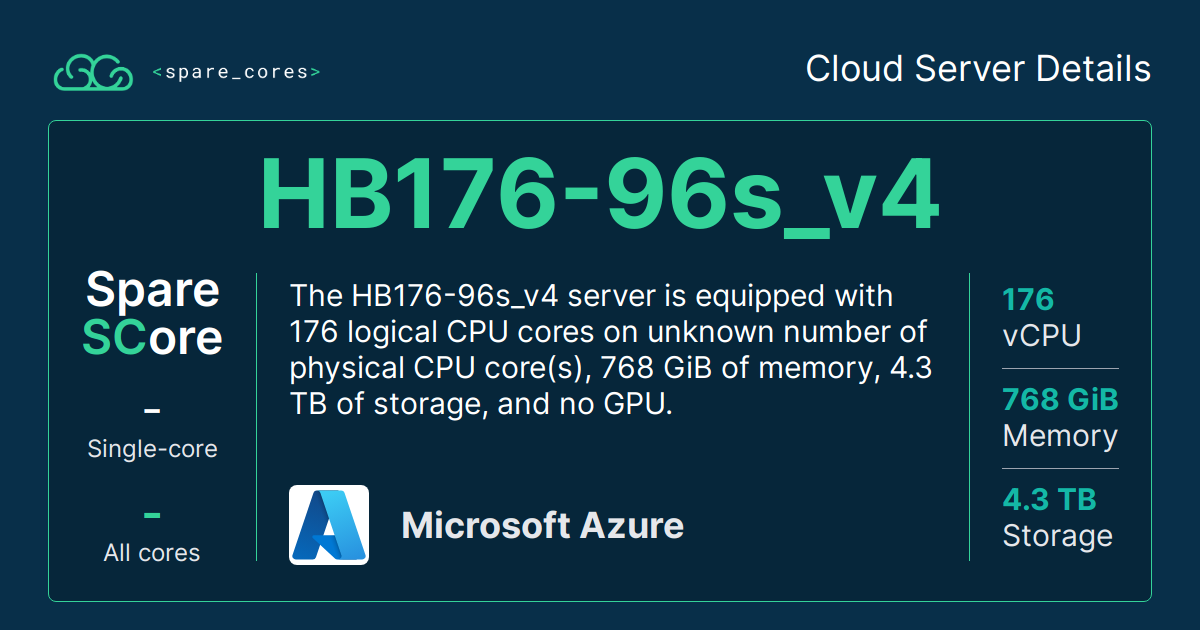 <spare_cores>
Cloud Server Details
HB176-96s_v4
Spare
SCore
–
Single-core
–
All cores
The HB176-96s_v4 server is equipped with
176 logical CPU cores on unknown number of
physical CPU core(s), 768 GiB of memory, 4.3
TB of storage, and no GPU.
Microsoft Azure
176
vCPU
768 GiB
Memory
4.3 TB
Storage